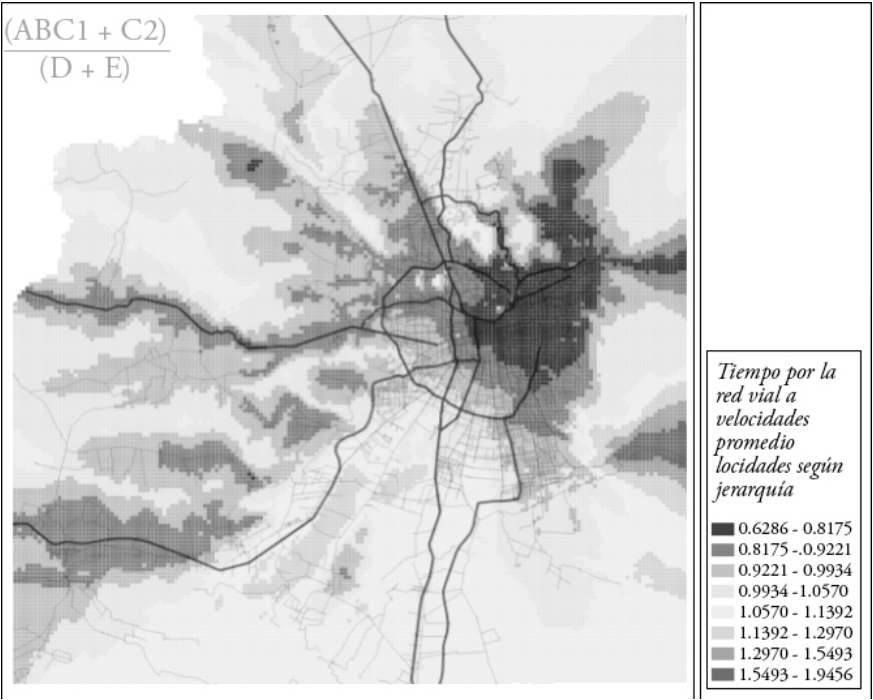 (ABC1 + C2)
(D + E)
Tiempo por la
red vial a
velocidades
promedio
locidades según
jerarquía
0.6286 - 0.8175
0.8175 -.0.9221
0.9221 - 0.9934
0.9934 -1.0570
1.0570 - 1.1392
1.1392 - 1.2970
1.2970 - 1.5493
1.5493 - 1.9456